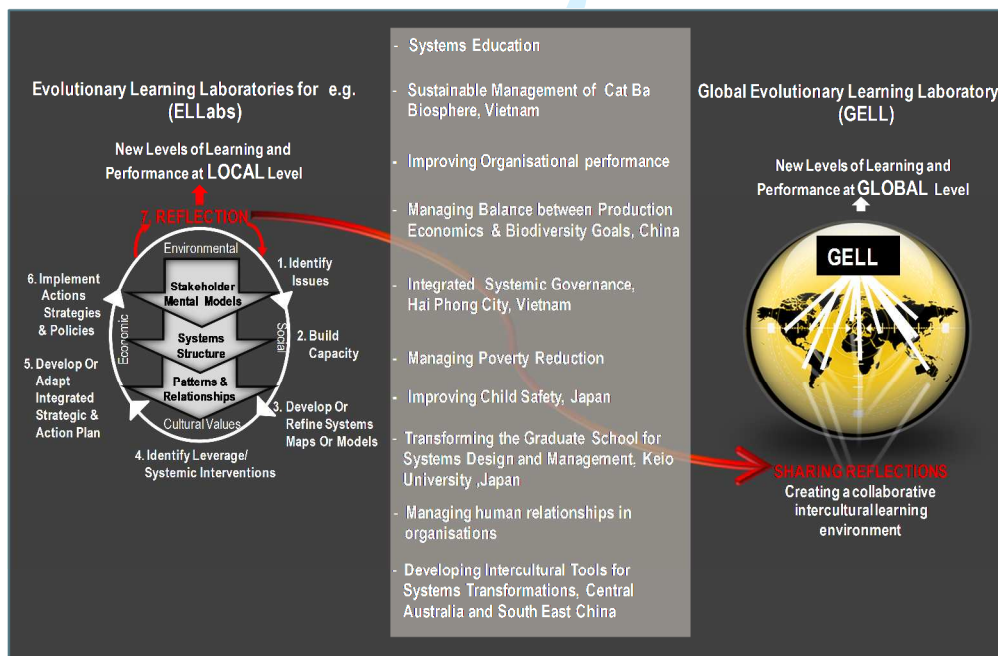 Evolutionary Learning Laboratories for e.g.
(ELLabs)
New Levels of Learning and
Performance at LOCAL Level
7. REFLECTION
Environmental
1. Identify
Issues
Stakeholder
Mental Models
6. Implement
Actions
Strategies
& Policies
Economic
Social
Systems
Structure
2. Build
Capacity
5. Develop Or
Adapt
Integrated
Strategic &
Action Plan
Patterns &
Relationships
3. Develop Or
Refine Systems
Maps Or Models
Cultural Values
4. Identify Leverage/
Systemic Interventions
- Systems Education
- Sustainable Management of Cat Ba
Biosphere, Vietnam
- Improving Organisational performance
- Managing Balance between Production
Economics & Biodiversity Goals, China
- Integrated Systemic Governance,
Hai Phong City, Vietnam
- Managing Poverty Reduction
- Improving Child Safety, Japan
- Transforming the Graduate School for
Systems Design and Management, Keio
University ,Japan
- Managing human relationships in
organisations
- Developing Intercultural Tools for
Systems Transformations, Central
Australia and South East China
Global Evolutionary Learning Laboratory
(GELL)
New Levels of Learning and
Performance at GLOBAL Level
GELL
SHARING REFLECTIONS
Creating a collaborative
intercultural learning
environment